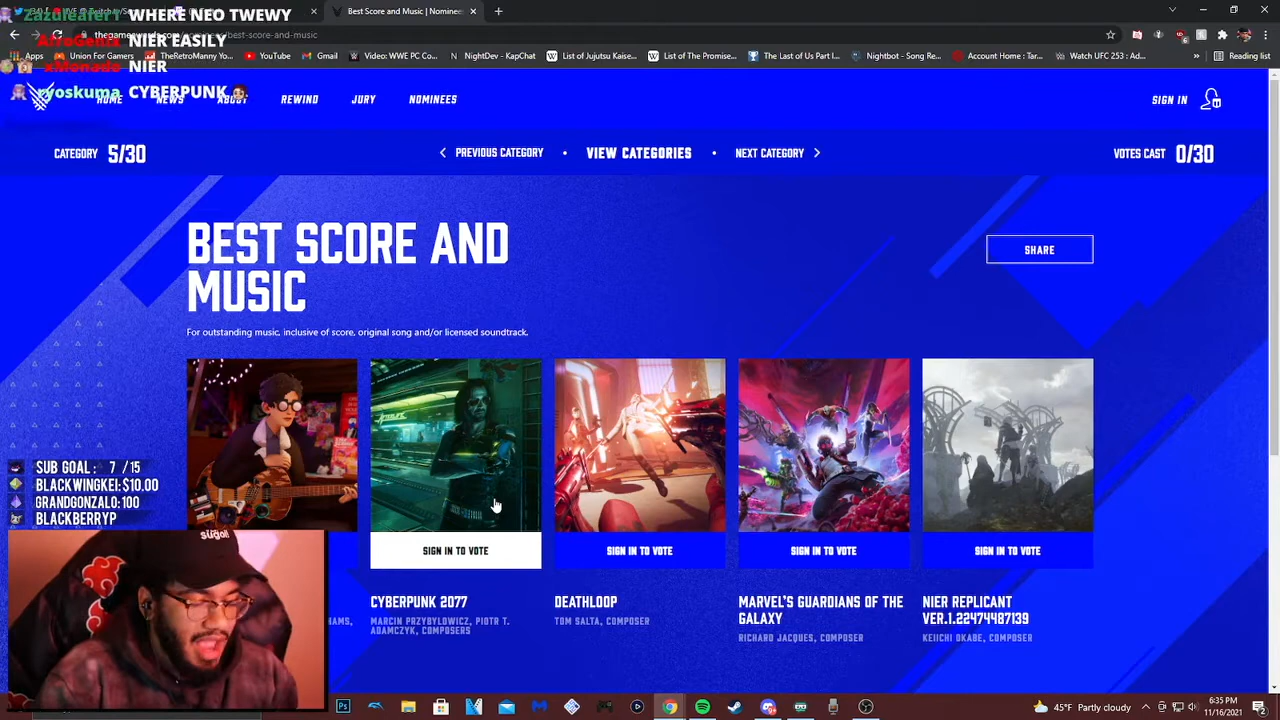 Zazuleafer1 WHERE NEO TWEWY
NIER EASILY
xMonado NIER
ryoskuma CYBERPUNK
Best Score and Music | Nominee
best-score-and-music
Apps
Union For Gamers
TheRetroManny Yo...
YouTube
Gmail
Video: WWE PC Con...
NightDev - KapChat
List of Jujutsu Kaise...
List of The Promise...
The Last of Us Part I...
Nightbot - Song Re...
Account Home : Tar...
Watch UFC 253 : Ad...
Reading list
HOME
NEWS
ABOUT
REWIND
JURY
NOMINEES
SIGN IN
CATEGORY 5/30
PREVIOUS CATEGORY
VIEW CATEGORIES
NEXT CATEGORY
VOTES CAST 0/30
BEST SCORE AND
MUSIC
SHARE
For outstanding music, inclusive of score, original song and/or licensed soundtrack.
SIGN IN TO VOTE
SIGN IN TO VOTE
SIGN IN TO VOTE
SIGN IN TO VOTE
HAMS,
CYBERPUNK 2077
MARCIN PRZYBYLOWICZ, PIOTR T.
ADAMCZYK, COMPOSERS
DEATHLOOP
TOM SALTA, COMPOSER
MARVEL'S GUARDIANS OF THE
GALAXY
RICHARD JACQUES, COMPOSER
NIER REPLICANT
VER.1.22474487139
KEIICHI OKABE, COMPOSER
SUB GOAL: 7 /15
BLACKWINGKEI:$10.00
GRANDGONZALO:100
BLACKBERRYP
sugoi!
45°F Partly cloudy
6:35 PM
11/16/2021